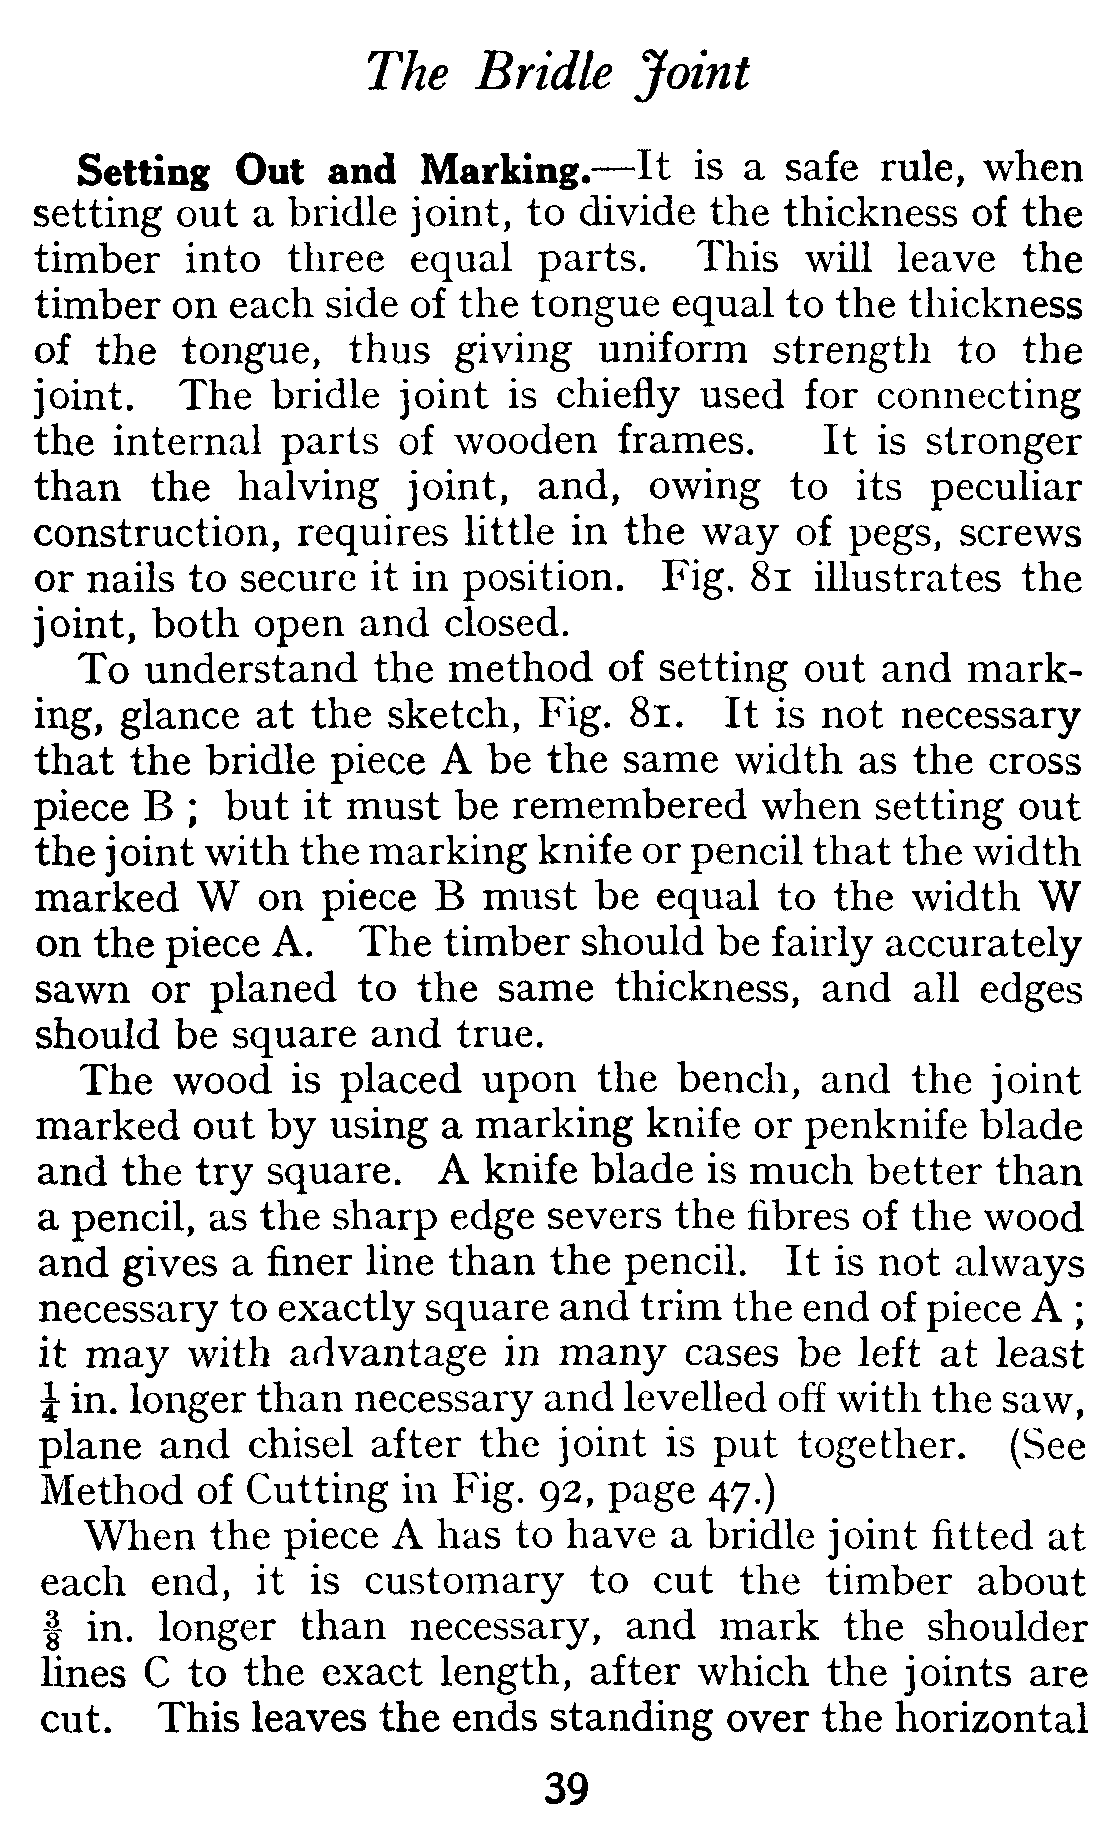 The Bridle Joint
Setting Out and Marking.—It is a safe rule, when
setting out a bridle joint, to divide the thickness of the
timber into three equal parts. This will leave the
timber on each side of the tongue equal to the thickness
of the tongue, thus giving uniform strength to the
joint. The bridle joint is chiefly used for connecting
the internal parts of wooden frames. It is stronger
than the halving joint, and, owing to its peculiar
construction, requires little in the way of pegs, screws
or nails to secure it in position. Fig. 81 illustrates the
joint, both open and closed.
To understand the method of setting out and mark-
ing, glance at the sketch, Fig. 81. It is not necessary
that the bridle piece A be the same width as the cross
piece B ; but it must be remembered when setting out
the joint with the marking knife or pencil that the width
marked W on piece B must be equal to the width W
on the piece A. The timber should be fairly accurately
sawn or planed to the same thickness, and all edges
should be square and true.
The wood is placed upon the bench, and the joint
marked out by using a marking knife or penknife blade
and the try square. A knife blade is much better than
a pencil, as the sharp edge severs the fibres of the wood
and gives a finer line than the pencil. It is not always
necessary to exactly square and trim the end of piece A ;
it may with advantage in many cases be left at least
¼ in. longer than necessary and levelled off with the saw,
plane and chisel after the joint is put together. (See
Method of Cutting in Fig. 92, page 47.)
When the piece A has to have a bridle joint fitted at
each end, it is customary to cut the timber about
⅜ in. longer than necessary, and mark the shoulder
lines C to the exact length, after which the joints are
cut. This leaves the ends standing over the horizontal
39